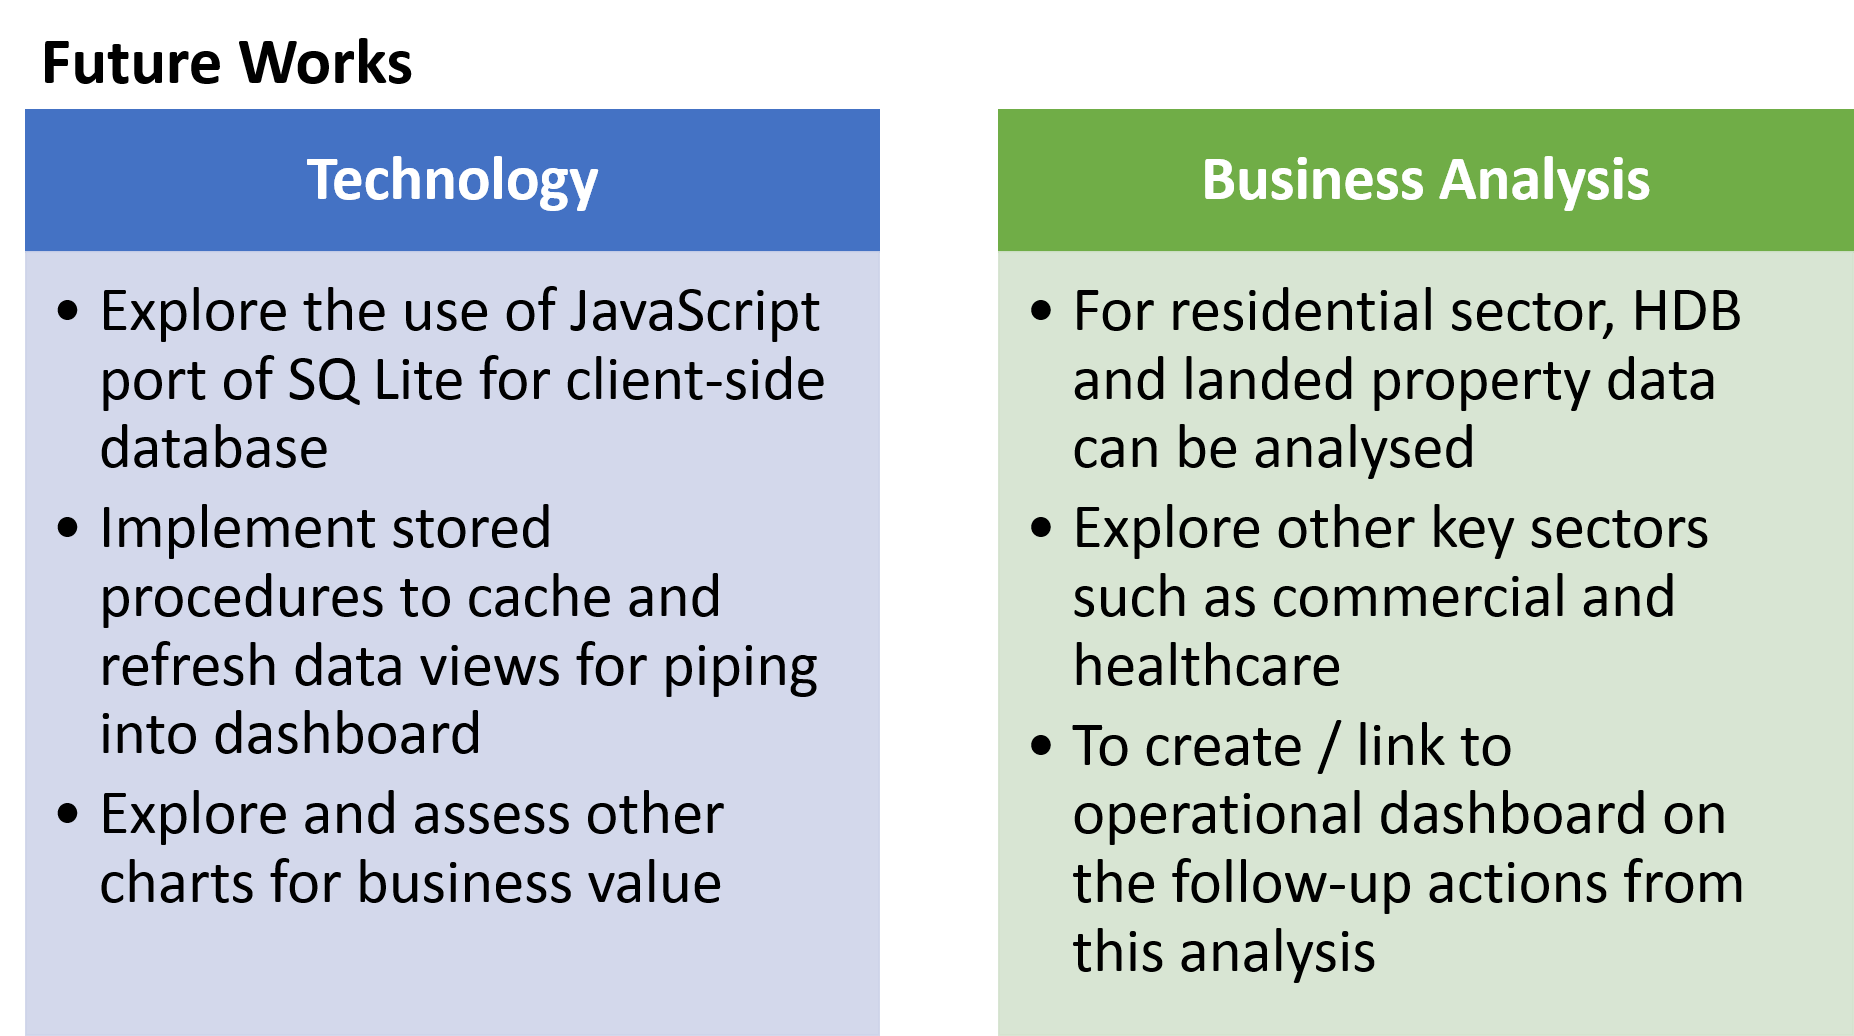 Future Works
Technology
• Explore the use of JavaScript
port of SQ Lite for client-side
database
• Implement stored
procedures to cache and
refresh data views for piping
into dashboard
• Explore and assess other
charts for business value
Business Analysis
• For residential sector, HDB
and landed property data
can be analysed
• Explore other key sectors
such as commercial and
healthcare
• To create / link to
operational dashboard on
the follow-up actions from
this analysis